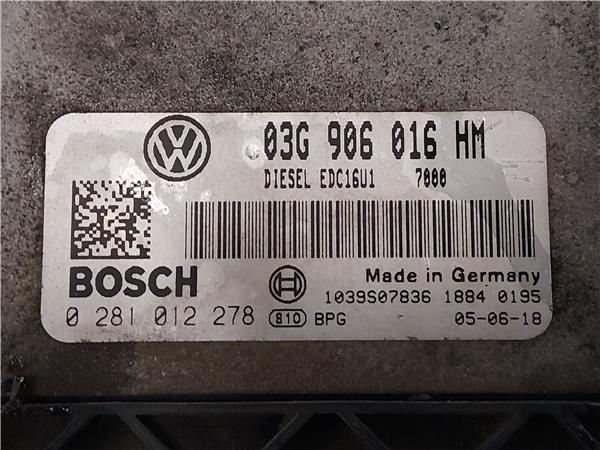 03G 906 016 HM
DIESEL EDC16U1 7000
BOSCH
Made in Germany
1039S07836 1884 0195
0 281 012 278 810 BPG 05-06-18